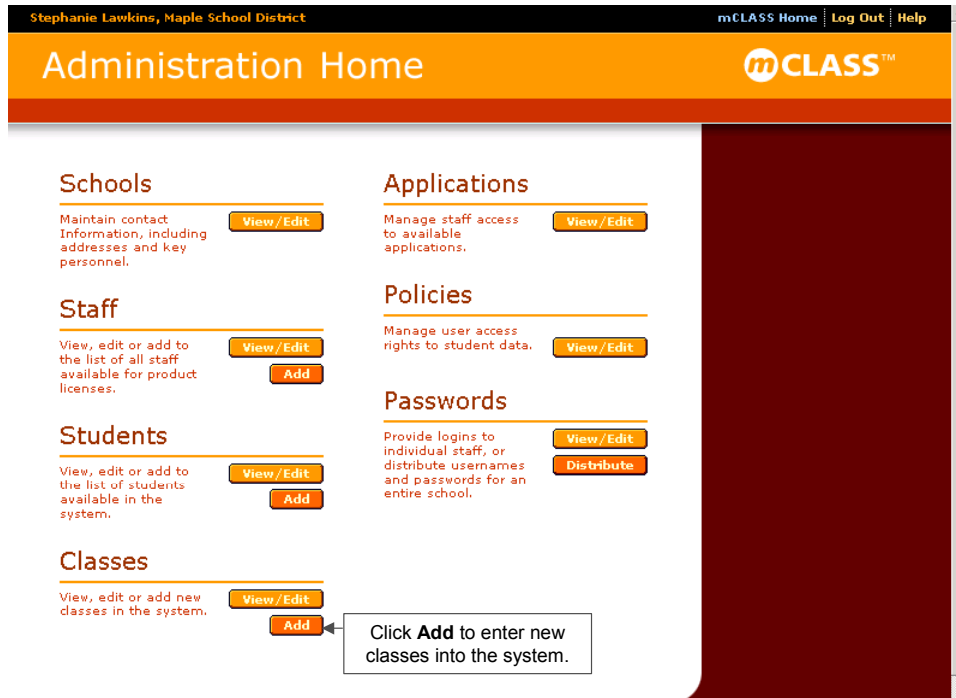 Stephanie Lawkins, Maple School District
mCLASS Home Log Out Help
Administration Home
mCLASS™
Schools
Maintain contact
Information, including
addresses and key
personnel.
View/Edit
Staff
View, edit or add to
the list of all staff
available for product
licenses.
View/Edit
Add
Students
View, edit or add to
the list of students
available in the
system.
View/Edit
Add
Classes
View, edit or add new
classes in the system.
View/Edit
Add
Click Add to enter new
classes into the system.
Applications
Manage staff access
to available
applications.
View/Edit
Policies
Manage user access
rights to student data.
View/Edit
Passwords
Provide logins to
individual staff, or
distribute usernames
and passwords for an
entire school.
View/Edit
Distribute